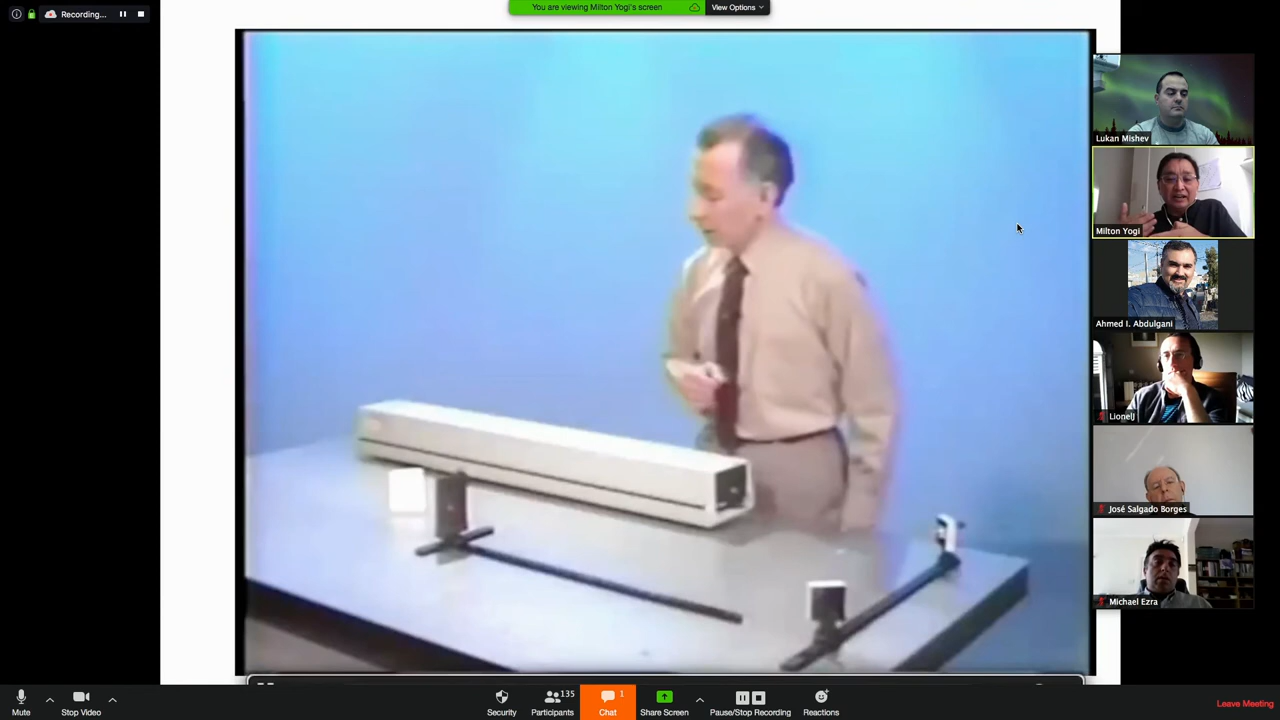 Recording...
You are viewing Milton Yogi's screen
View Options
Lukan Mishev
Milton Yogi
Ahmed I. Abdulgani
LionelJ
José Salgado Borges
Michael Ezra
Mute
Stop Video
Security
Participants
135
Chat
1
Share Screen
Pause/Stop Recording
Reactions
Leave Meeting